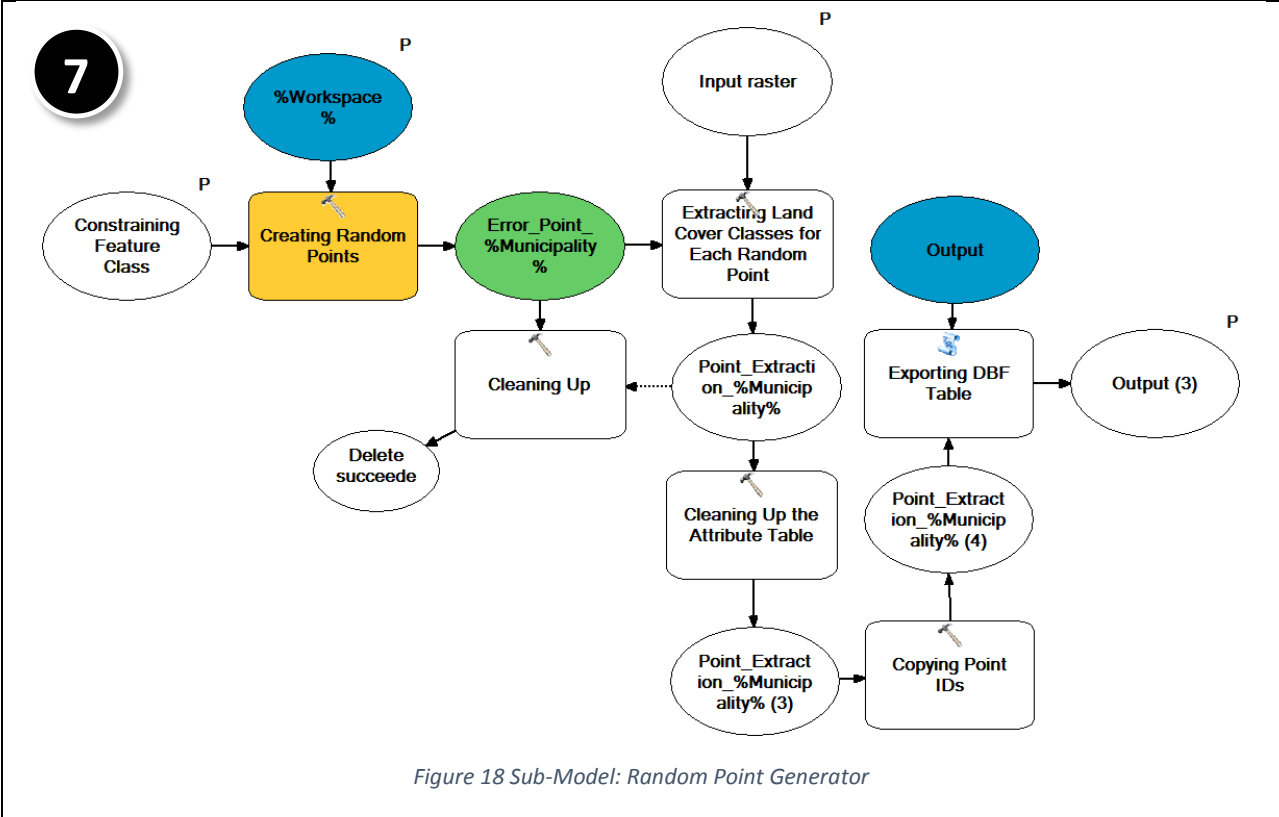 7
P
%Workspace
%
P
Input raster
P
Constraining
Feature
Class
Creating Random
Points
Error_Point_
%Municipality
%
Extracting Land
Cover Classes for
Each Random
Point
Output
Cleaning Up
Point_Extracti
on_%Municip
ality%
Exporting DBF
Table
P
Output (3)
Delete
succeede
Cleaning Up the
Attribute Table
Point_Extract
ion_%Municip
ality% (4)
Point_Extract
ion_%Municip
ality% (3)
Copying Point
IDs
Figure 18 Sub-Model: Random Point Generator